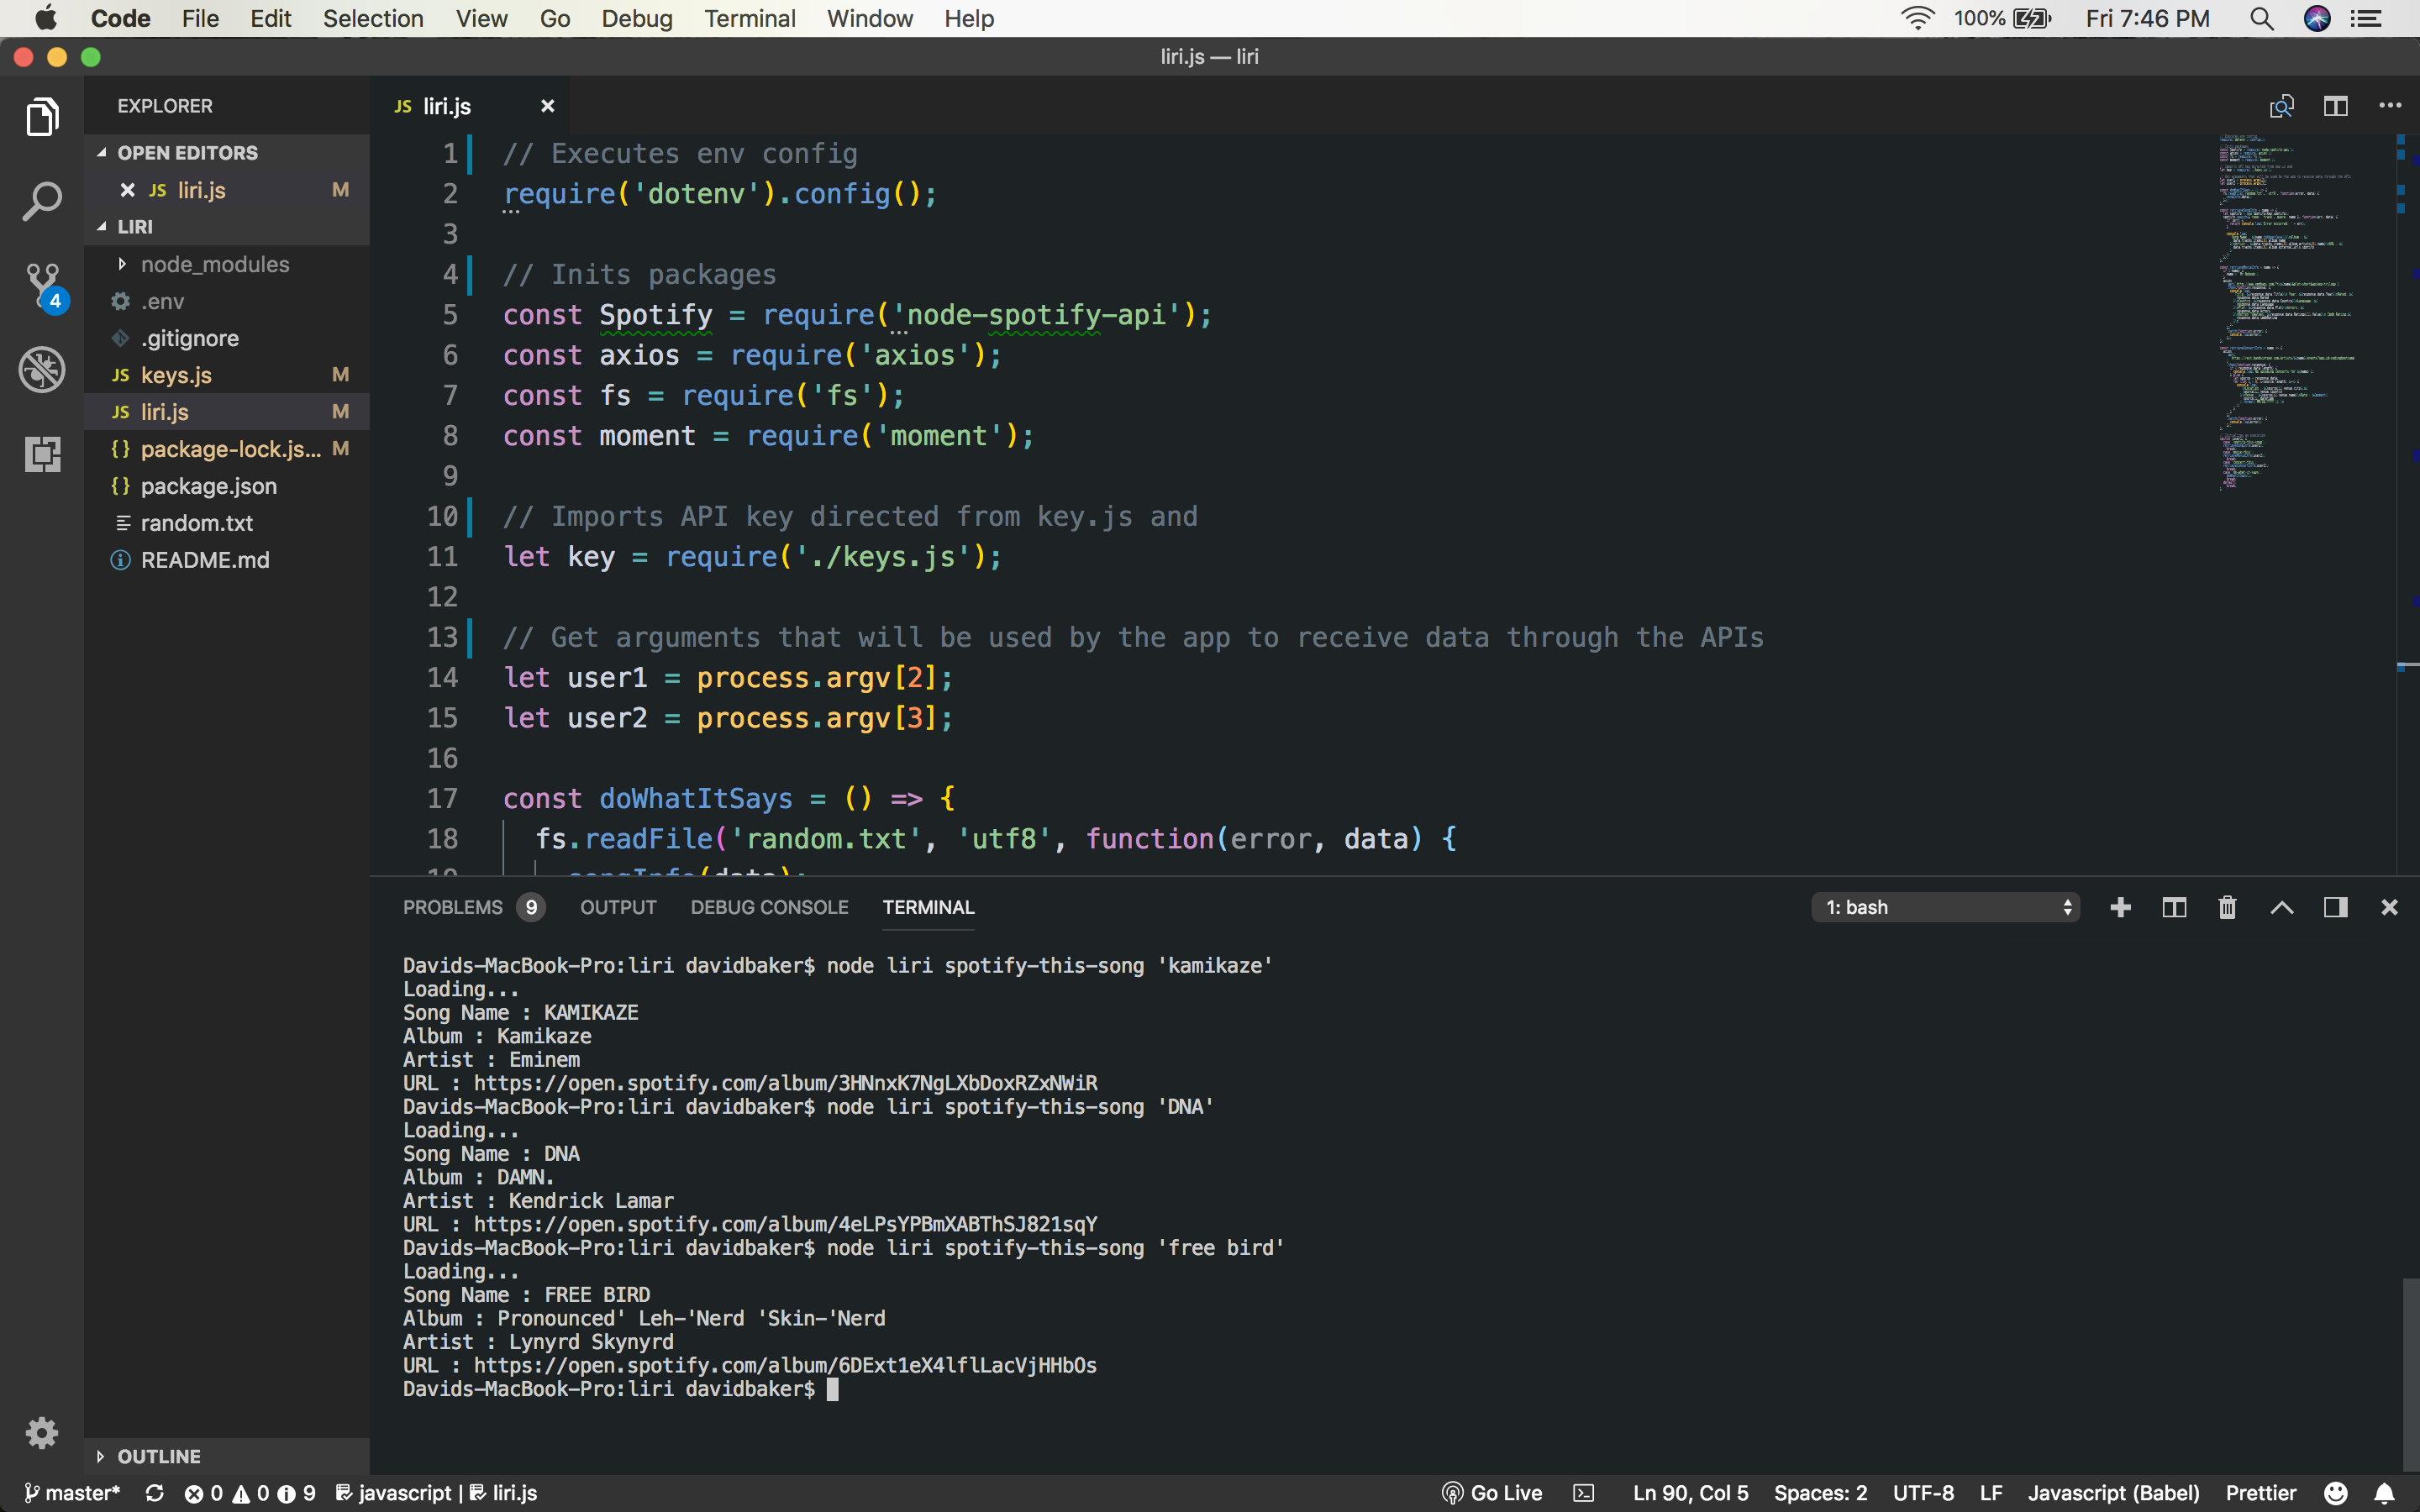 Code File Edit Selection View Go Debug Terminal Window Help 100% Fri 7:46 PM
liri.js — liri
EXPLORER
OPEN EDITORS
JS liri.js M
LIRI
node_modules
.env
.gitignore
JS keys.js M
JS liri.js M
{} package-lock.js... M
{} package.json
random.txt
README.md
OUTLINE
4
JS liri.js
1 // Executes env config
2 require('dotenv').config();
3
4 // Inits packages
5 const Spotify = require('node-spotify-api');
6 const axios = require('axios');
7 const fs = require('fs');
8 const moment = require('moment');
9
10 // Imports API key directed from key.js and
11 let key = require('./keys.js');
12
13 // Get arguments that will be used by the app to receive data through the APIs
14 let user1 = process.argv[2];
15 let user2 = process.argv[3];
16
17 const doWhatItSays = () => {
18 fs.readFile('random.txt', 'utf8', function(error, data) {
PROBLEMS 9 OUTPUT DEBUG CONSOLE TERMINAL 1: bash
Davids-MacBook-Pro:liri davidbaker$ node liri spotify-this-song 'kamikaze'
Loading...
Song Name : KAMIKAZE
Album : Kamikaze
Artist : Eminem
URL : https://open.spotify.com/album/3HNnxK7NgLXbDoxRZxNWiR
Davids-MacBook-Pro:liri davidbaker$ node liri spotify-this-song 'DNA'
Loading...
Song Name : DNA
Album : DAMN.
Artist : Kendrick Lamar
URL : https://open.spotify.com/album/4eLPsYPBmXABThSJ821sqY
Davids-MacBook-Pro:liri davidbaker$ node liri spotify-this-song 'free bird'
Loading...
Song Name : FREE BIRD
Album : Pronounced' Leh-'Nerd 'Skin-'Nerd
Artist : Lynyrd Skynyrd
URL : https://open.spotify.com/album/6DExt1eX4lflLacVjHHbOs
Davids-MacBook-Pro:liri davidbaker$
master* 0 0 9 javascript | liri.js Go Live Ln 90, Col 5 Spaces: 2 UTF-8 LF Javascript (Babel) Prettier